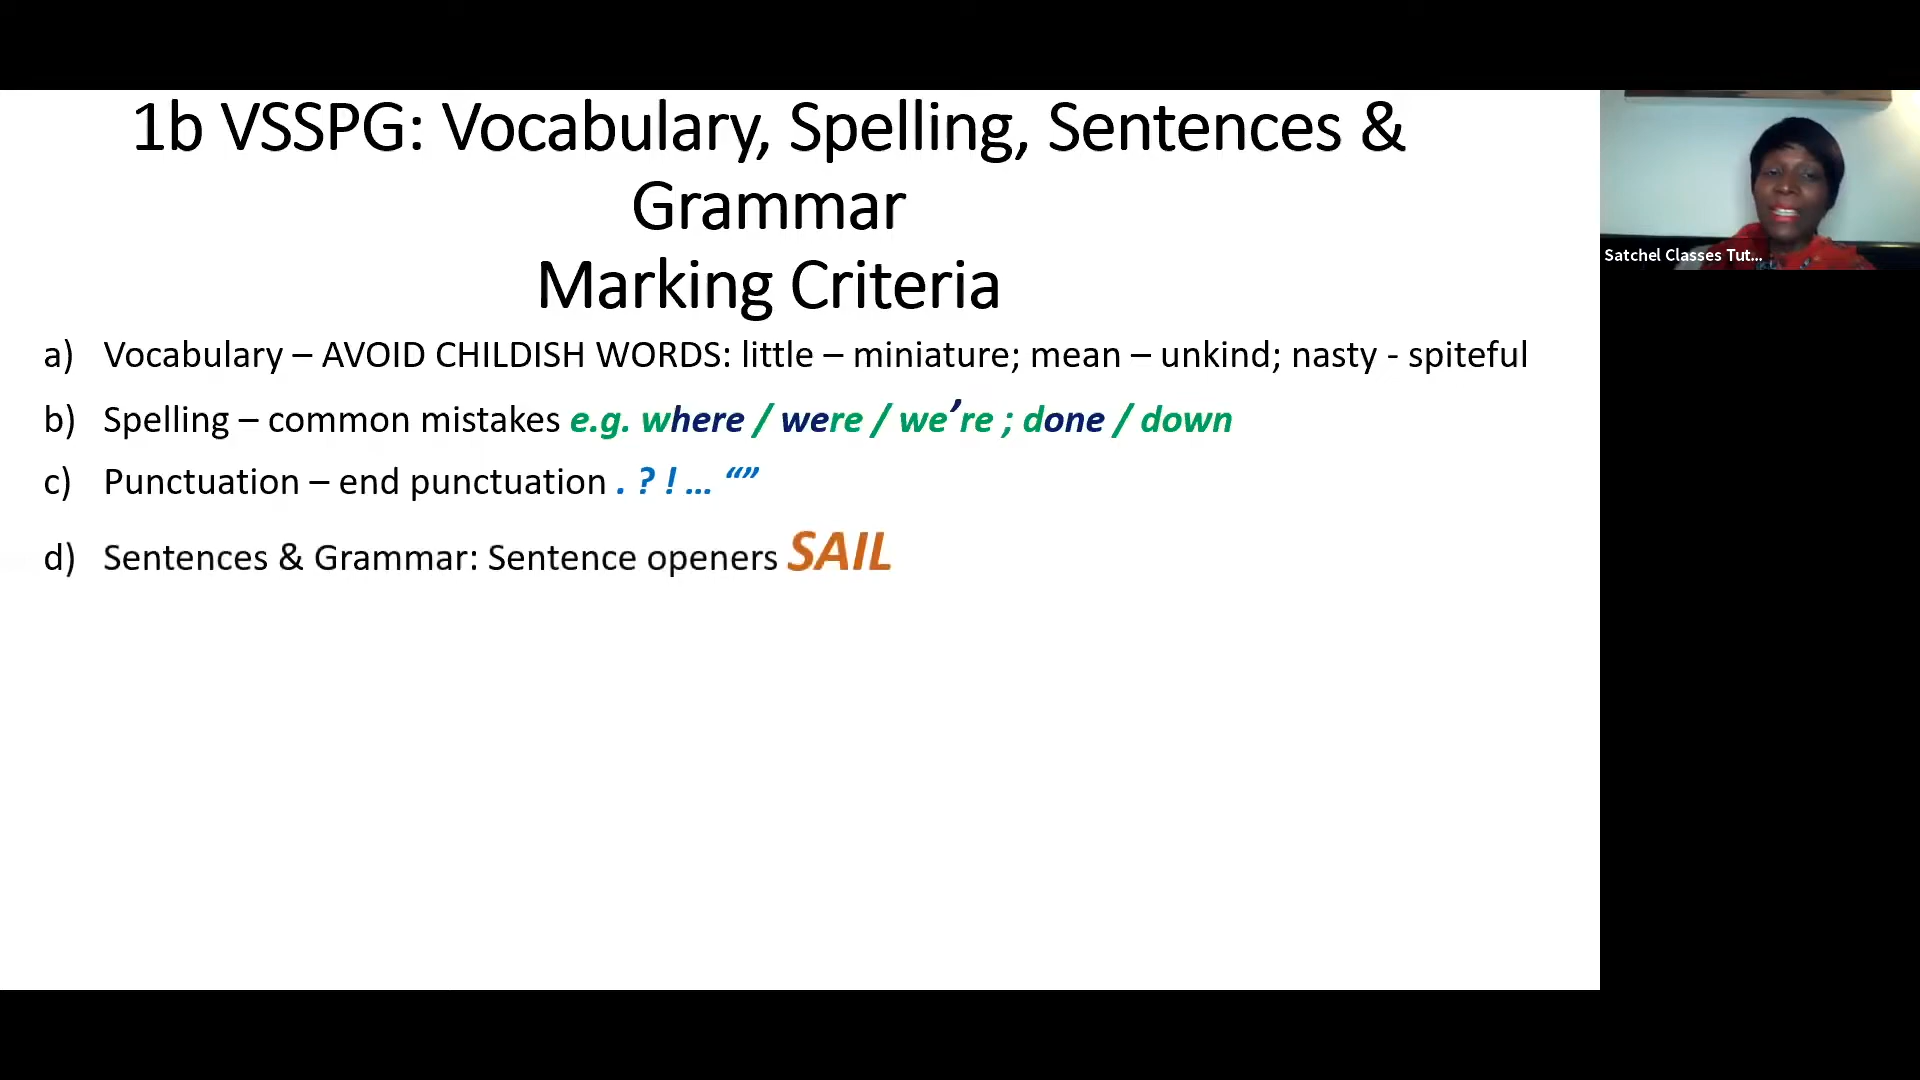 1b VSSPG: Vocabulary, Spelling, Sentences &
Grammar
Marking Criteria
a) Vocabulary – AVOID CHILDISH WORDS: little – miniature; mean – unkind; nasty - spiteful
b) Spelling – common mistakes e.g. where / were / we’re ; done / down
c) Punctuation – end punctuation . ? ! … “”
d) Sentences & Grammar: Sentence openers SAIL
Satchel Classes Tut...